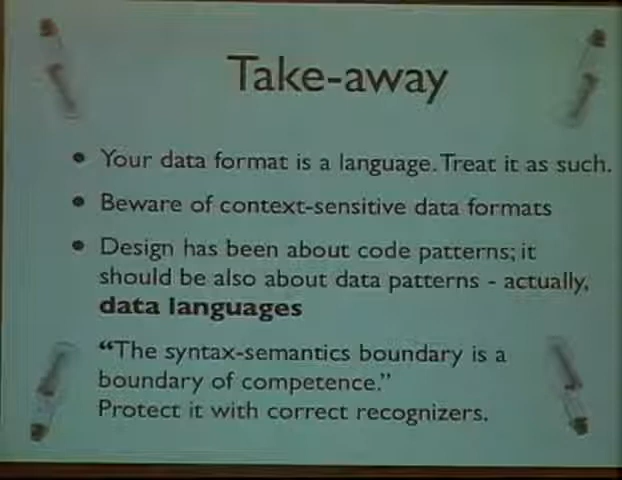 Take-away
• Your data format is a language. Treat it as such.
• Beware of context-sensitive data formats
• Design has been about code patterns; it
should be also about data patterns - actually,
data languages
“The syntax-semantics boundary is a
boundary of competence.”
Protect it with correct recognizers.